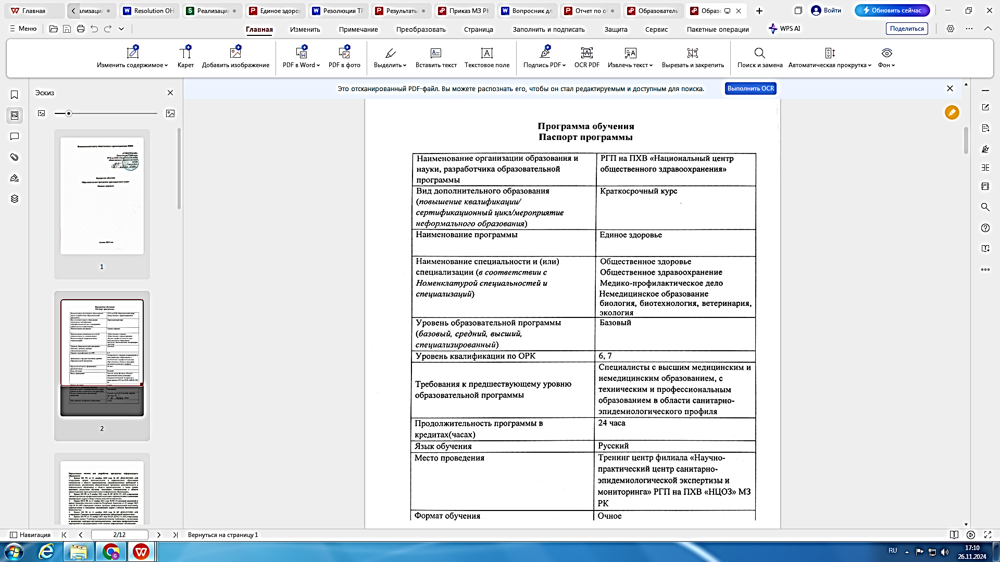 Главная
ализаци
Resolution OH
Реализация
Единое здоро
Резолюция ТР
Результаты
Приказ МЗ РК
Вопросник дл
Отчет по о
Образователь
Образо
Войти
Обновить сейчас
Меню
Главная
Изменить
Примечание
Преобразовать
Страница
Заполнить и подписать
Защита
Сервис
Пакетные операции
WPS AI
Поделиться
Изменить содержимое
Карет
Добавить изображение
PDF в Word
PDF в фото
Выделить
Вставить текст
Текстовое поле
Подпись PDF
OCR PDF
Извлечь текст
Вырезать и закрепить
Поиск и замена
Автоматическая прокрутка
Фон
Эскиз
Это отсканированный PDF-файл. Вы можете распознать его, чтобы он стал редактируемым и доступным для поиска.
Выполнить OCR
1
2
Программа обучения
Паспорт программы
Наименование организации образования и
науки, разработчика образовательной
программы
РГП на ПХВ «Национальный центр
общественного здравоохранения»
Вид дополнительного образования
(повышение квалификации/
сертификационный цикл/мероприятие
неформального образования)
Краткосрочный курс
Наименование программы
Единое здоровье
Наименование специальности и (или)
специализации (в соответствии с
Номенклатурой специальностей и
специализаций)
Общественное здоровье
Общественное здравоохранение
Медико-профилактическое дело
Немедицинское образование
биология, биотехнология, ветеринария,
экология
Уровень образовательной программы
(базовый, средний, высший,
специализированный)
Базовый
Уровень квалификации по ОРК
6, 7
Требования к предшествующему уровню
образовательной программы
Специалисты с высшим медицинским и
немедицинским образованием, с
техническим и профессиональным
образованием в области санитарно-
эпидемиологического профиля
Продолжительность программы в
кредитах(часах)
24 часа
Язык обучения
Русский
Место проведения
Тренинг центр филиала «Научно-
практический центр санитарно-
эпидемиологической экспертизы и
мониторинга» РГП на ПХВ «НЦОЗ» МЗ
РК
Формат обучения
Очное
Навигация
2/12
Вернуться на страницу 1
RU
17:10
26.11.2024